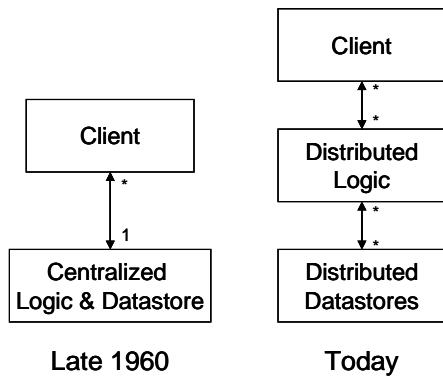 Client
*
1
Centralized
Logic & Datastore
Late 1960
Client
*
*
Distributed
Logic
*
*
Distributed
Datastores
Today